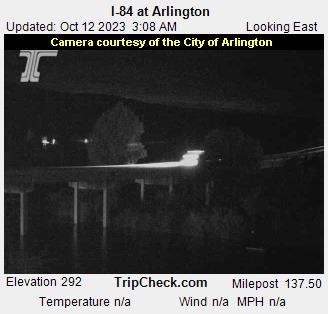 I-84 at Arlington
Updated: Oct 12 2023 3:08 AM Looking East
Camera courtesy of the City of Arlington
Elevation 292 TripCheck.com Milepost 137.50
Temperature n/a Wind n/a MPH n/a